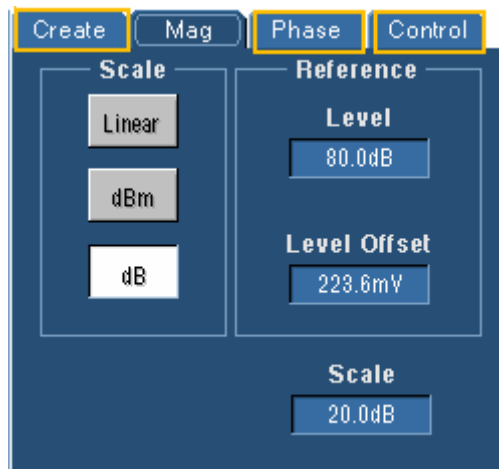 Create Mag Phase Control
Scale
Linear
dBm
dB
Reference
Level
80.0dB
Level Offset
223.6mV
Scale
20.0dB